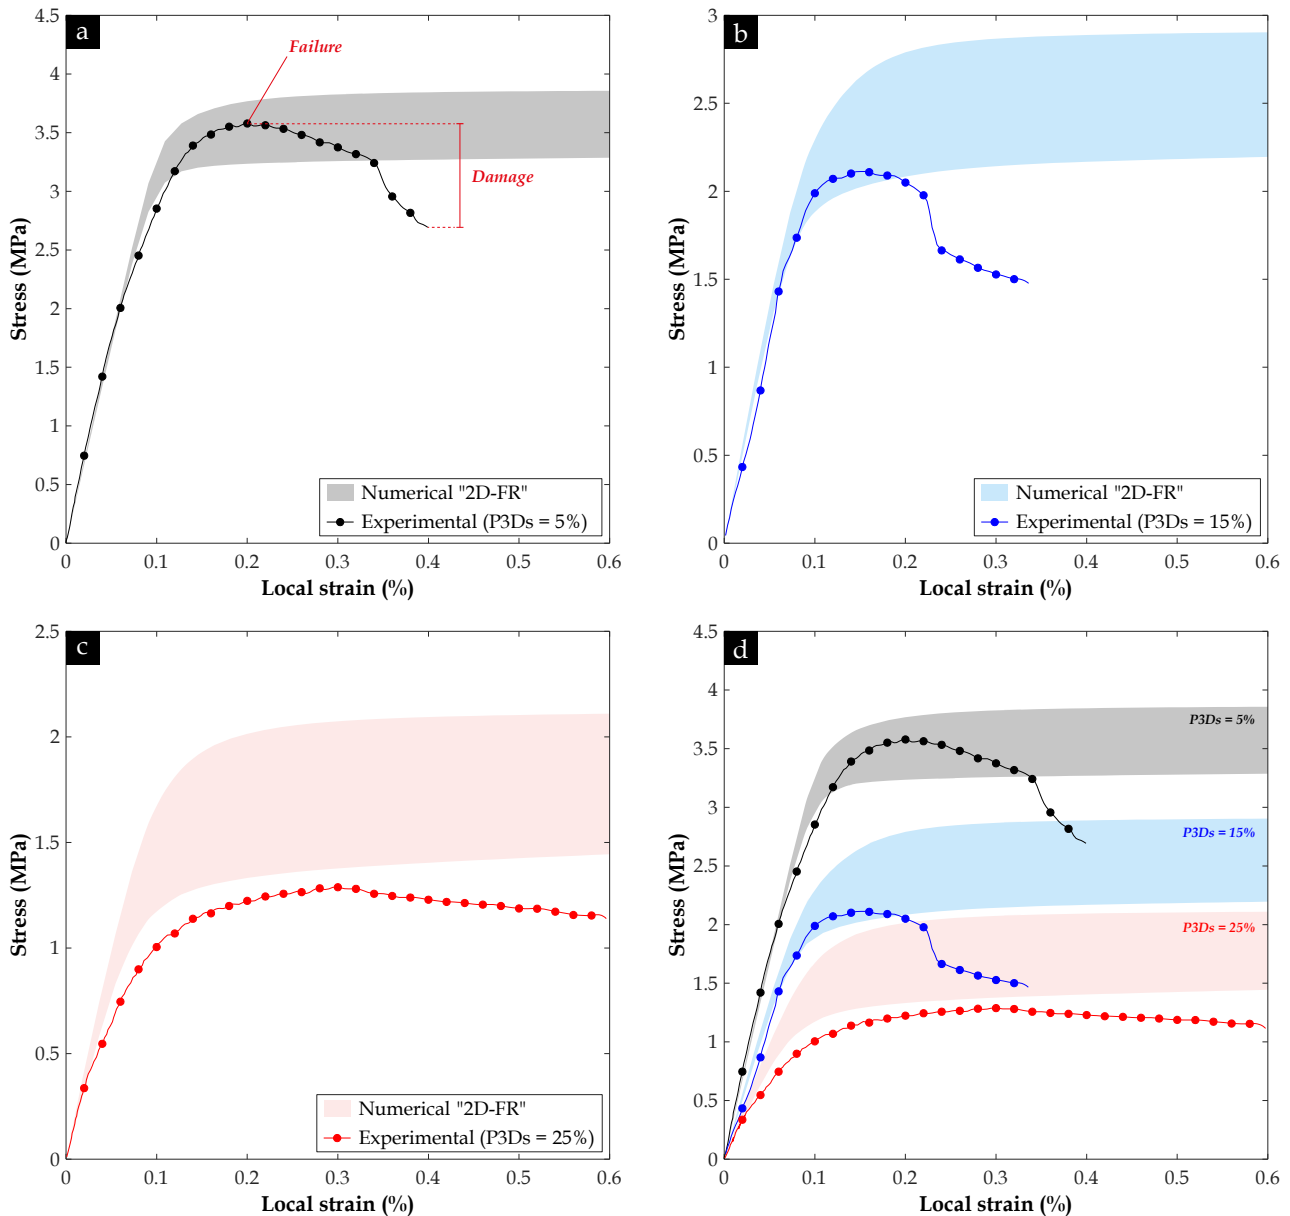 a
Failure
Damage
Stress (MPa)
4.5
4
3.5
3
2.5
2
1.5
1
0.5
0
Numerical "2D-FR"
Experimental (P3Ds = 5%)
0 0.1 0.2 0.3 0.4 0.5 0.6
Local strain (%)
b
Stress (MPa)
3
2.5
2
1.5
1
0.5
0
Numerical "2D-FR"
Experimental (P3Ds = 15%)
0 0.1 0.2 0.3 0.4 0.5 0.6
Local strain (%)
c
Stress (MPa)
2.5
2
1.5
1
0.5
0
Numerical "2D-FR"
Experimental (P3Ds = 25%)
0 0.1 0.2 0.3 0.4 0.5 0.6
Local strain (%)
d
Stress (MPa)
4.5
4
3.5
3
2.5
2
1.5
1
0.5
0
P3Ds = 5%
P3Ds = 15%
P3Ds = 25%
0 0.1 0.2 0.3 0.4 0.5 0.6
Local strain (%)